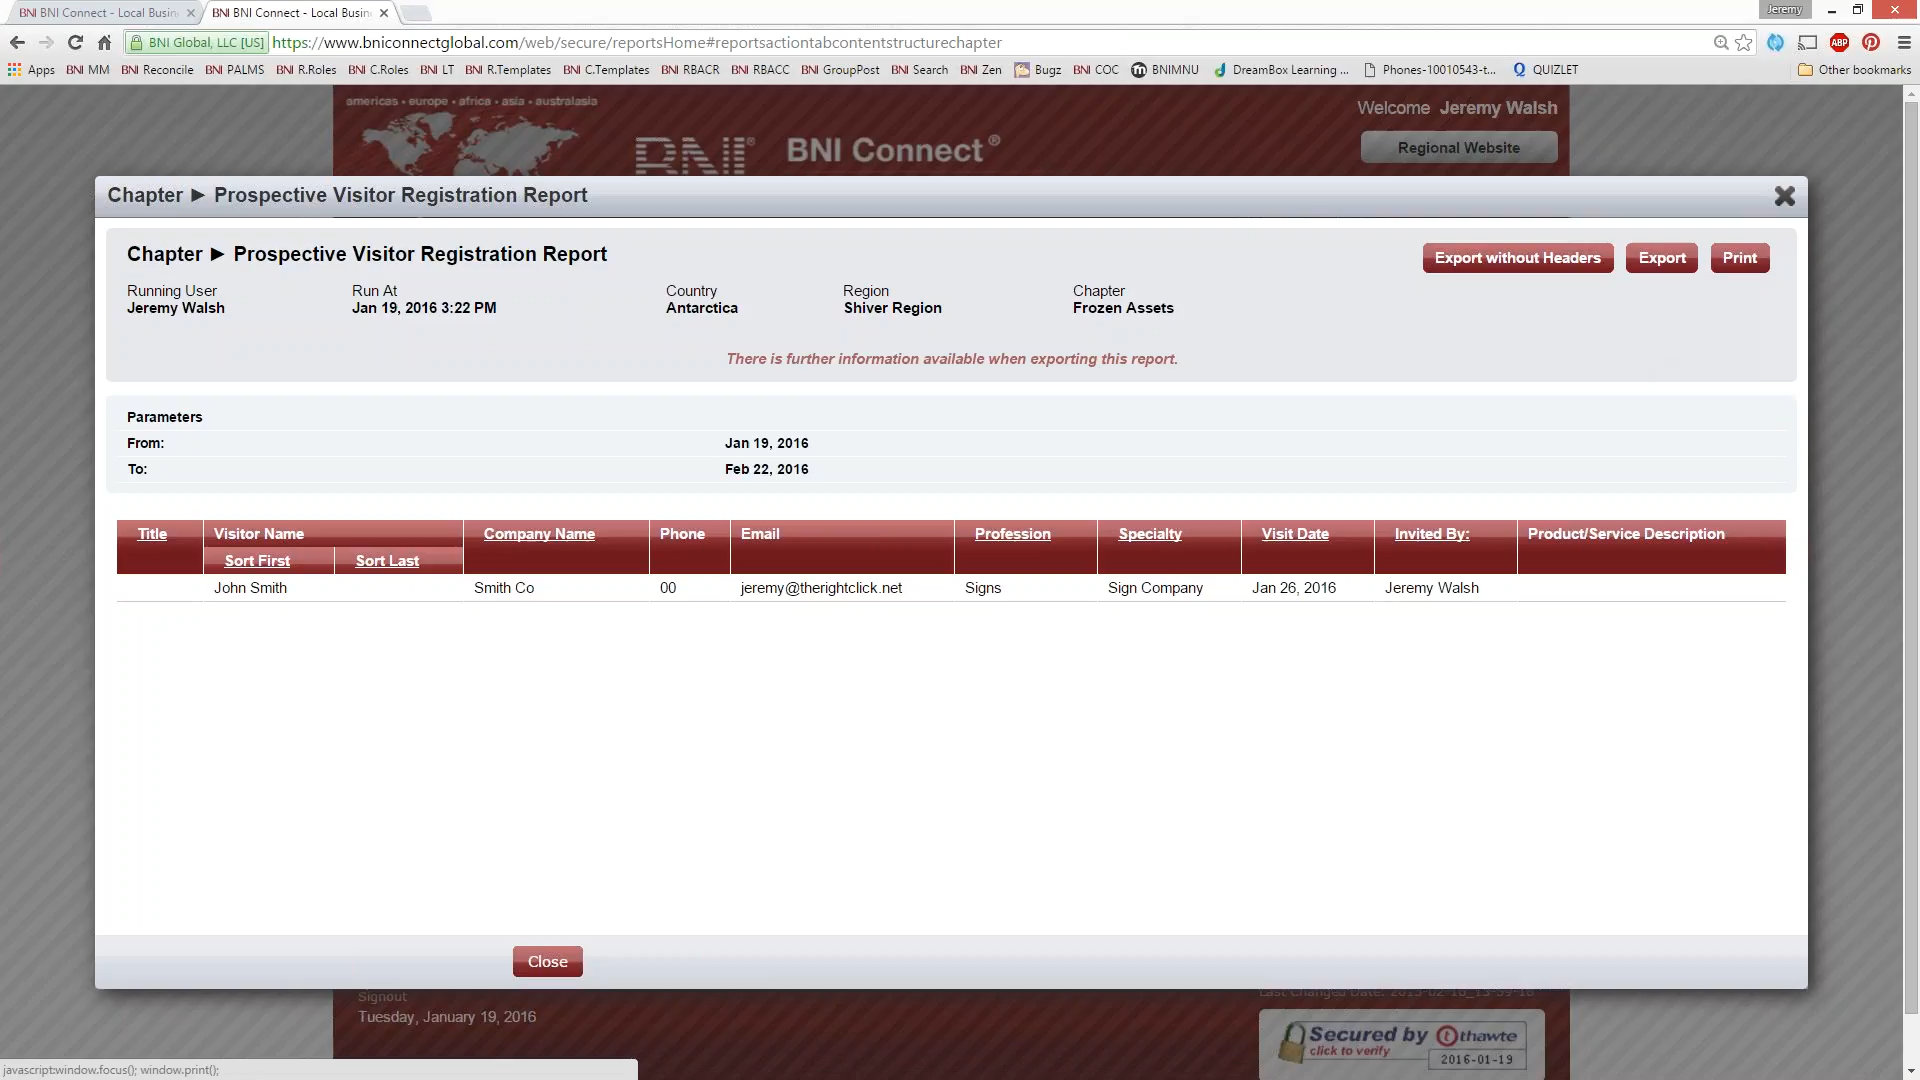 BNI BNI Connect - Local Busin
BNI BNI Connect - Local Busin
Jeremy
BNI Global, LLC [US] https://www.bniconnectglobal.com/web/secure/reportsHome#reportsactiontabcontentstructurechapter
ABP
Apps BNI MM BNI Reconcile BNI PALMS BNI R.Roles BNI C.Roles BNI LT BNI R.Templates BNI C.Templates BNI RBACR BNI RBACC BNI GroupPost BNI Search BNI Zen Bugz BNI COC BNIMNU DreamBox Learning ... Phones-10010543-t... QUIZLET Other bookmarks
americas • europe • africa • asia • australasia
Welcome Jeremy Walsh
BNI® BNI Connect®
Regional Website
Chapter ► Prospective Visitor Registration Report
Chapter ► Prospective Visitor Registration Report
Export without Headers Export Print
Running User Run At Country Region Chapter
Jeremy Walsh Jan 19, 2016 3:22 PM Antarctica Shiver Region Frozen Assets
There is further information available when exporting this report.
Parameters
From: Jan 19, 2016
To: Feb 22, 2016
Title Visitor Name Company Name Phone Email Profession Specialty Visit Date Invited By: Product/Service Description
Sort First Sort Last
John Smith Smith Co 00 jeremy@therightclick.net Signs Sign Company Jan 26, 2016 Jeremy Walsh
Close
Signout
Last Changed Date:
Tuesday, January 19, 2016
Secured by thawte
click to verify
2016-01-19
javascript:window.focus(); window.print();